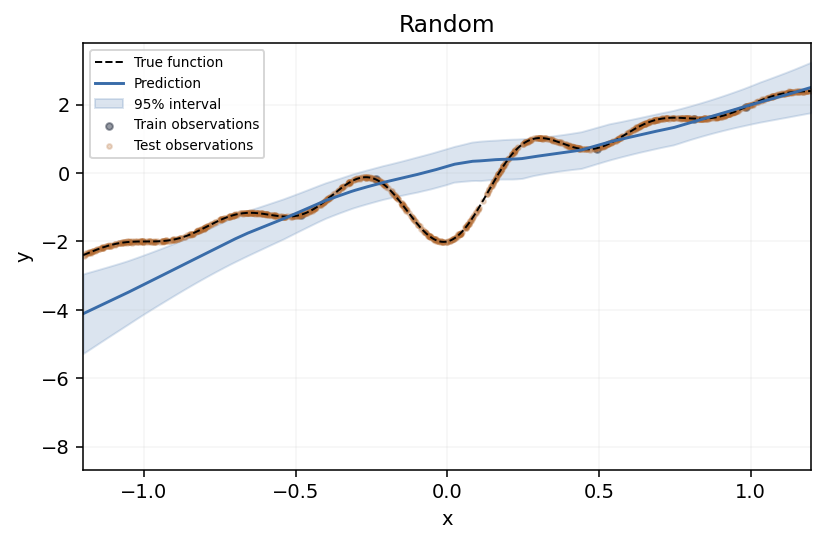 Random
True function
Prediction
95% interval
Train observations
Test observations
2
0
−2
−4
−6
−8
y
−1.0
−0.5
0.0
0.5
1.0
x